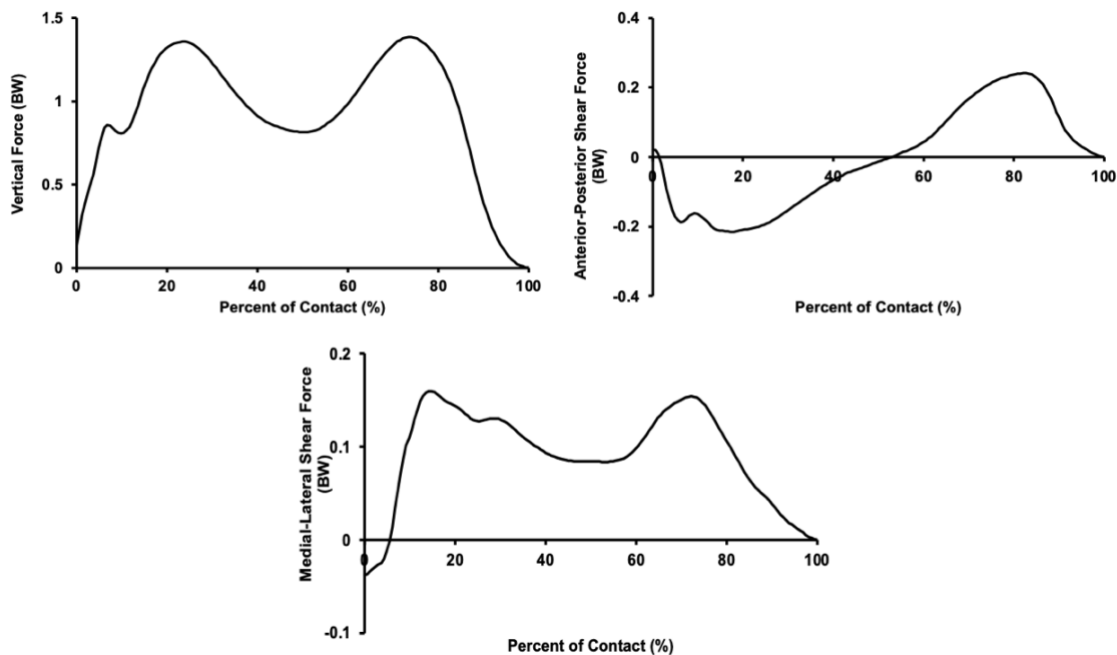 1.5
1
0.5
0
0 20 40 60 80 100
Vertical Force (BW)
Percent of Contact (%)
0.4
0.2
0
-0.2
-0.4
0 20 40 60 80 100
Anterior-Posterior Shear Force
(BW)
Percent of Contact (%)
0.2
0.1
0
-0.1
0 20 40 60 80 100
Medial-Lateral Shear Force
(BW)
Percent of Contact (%)